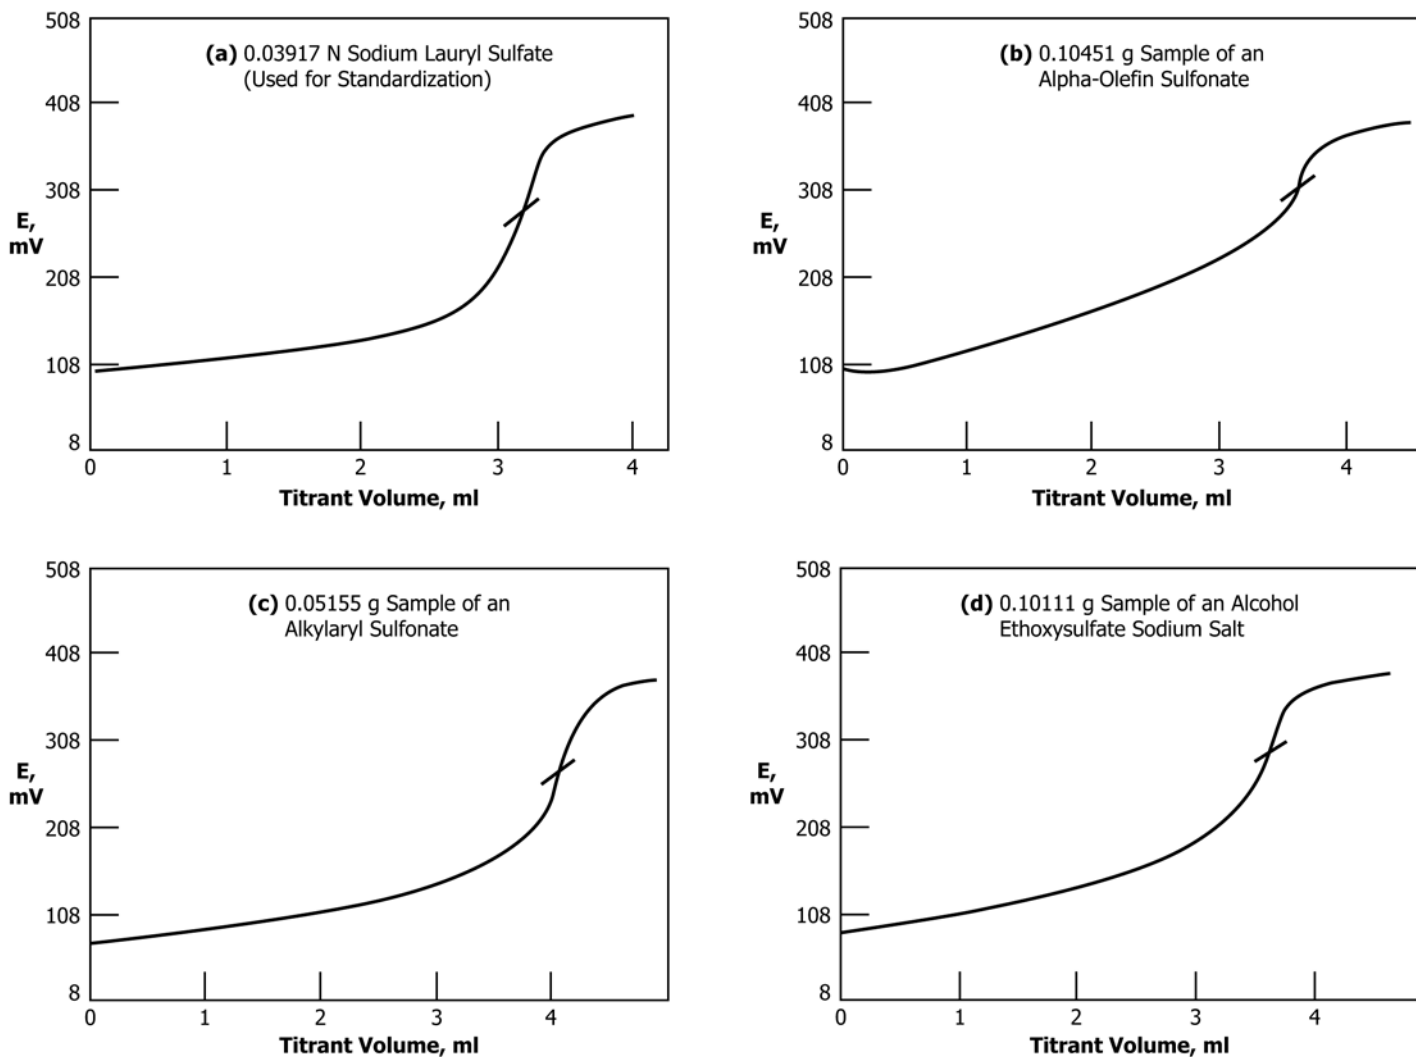 508
(a) 0.03917 N Sodium Lauryl Sulfate
(Used for Standardization)
408
308
E,
mV
208
108
8
0 1 2 3 4
Titrant Volume, ml
508
(b) 0.10451 g Sample of an
Alpha-Olefin Sulfonate
408
308
E,
mV
208
108
8
0 1 2 3 4
Titrant Volume, ml
508
(c) 0.05155 g Sample of an
Alkylaryl Sulfonate
408
308
E,
mV
208
108
8
0 1 2 3 4
Titrant Volume, ml
508
(d) 0.10111 g Sample of an Alcohol
Ethoxysulfate Sodium Salt
408
308
E,
mV
208
108
8
0 1 2 3 4
Titrant Volume, ml